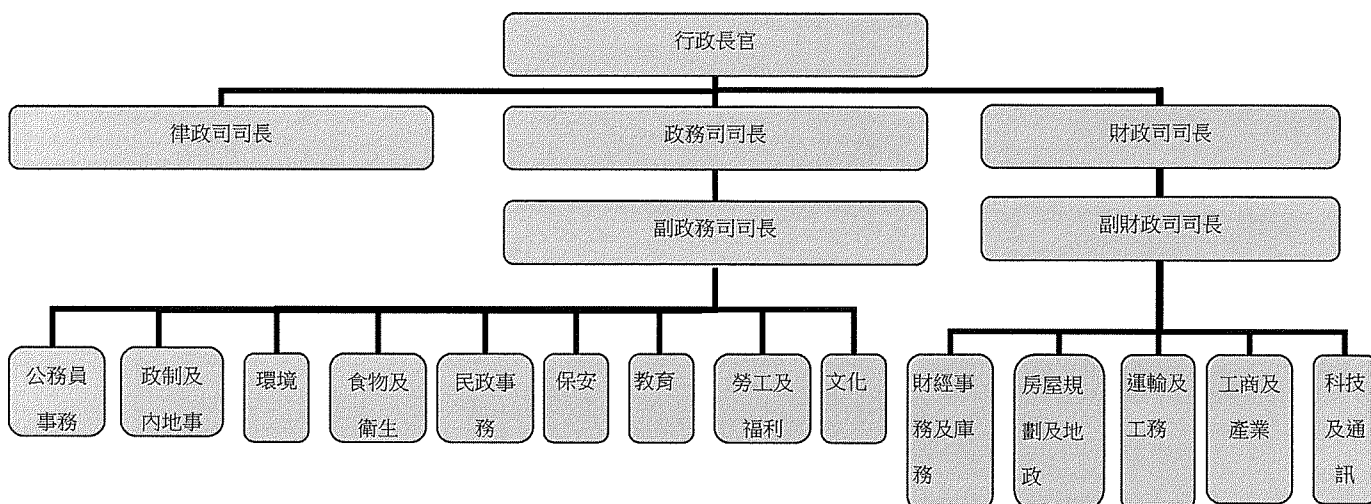 行政長官
律政司司長
政務司司長
財政司司長
副政務司司長
副財政司司長
公務員
事務
政制及
內地事
環境
食物及
衛生
民政事
務
保安
教育
勞工及
福利
文化
財經事
務及庫
務
房屋規
劃及地
政
運輸及
工務
工商及
產業
科技
及通
訊